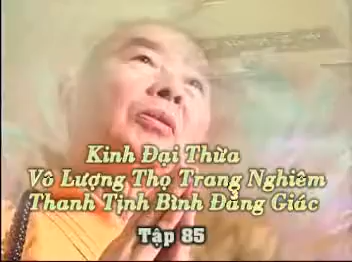 Kinh Đại Thừa
Vô Lượng Thọ Trang Nghiêm
Thanh Tịnh Bình Đẳng Giác
Tập 85